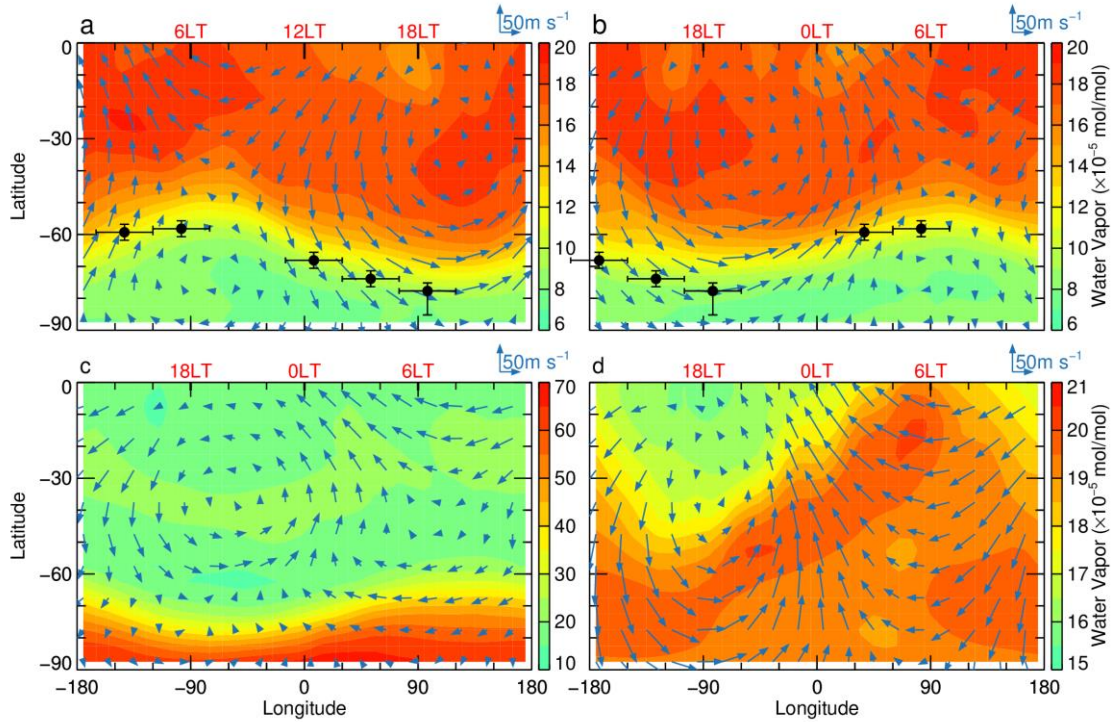 a 6LT 12LT 18LT 50m s⁻¹
b 18LT 0LT 6LT 50m s⁻¹
0 20 0 20
18 18
−30 16 −30 16
14 14
12 12
−60 10 −60 10
8 8
−90 6 −90 6
Latitude
Water Vapor (×10⁻⁵ mol/mol)
c 18LT 0LT 6LT 50m s⁻¹
d 18LT 0LT 6LT 50m s⁻¹
0 70 0 21
60 20
−30 50 −30 19
40 18
−60 30 −60 17
20 16
−90 10 −90 15
Latitude
Water Vapor (×10⁻⁵ mol/mol)
−180 −90 0 90 180
−180 −90 0 90 180
Longitude
Longitude